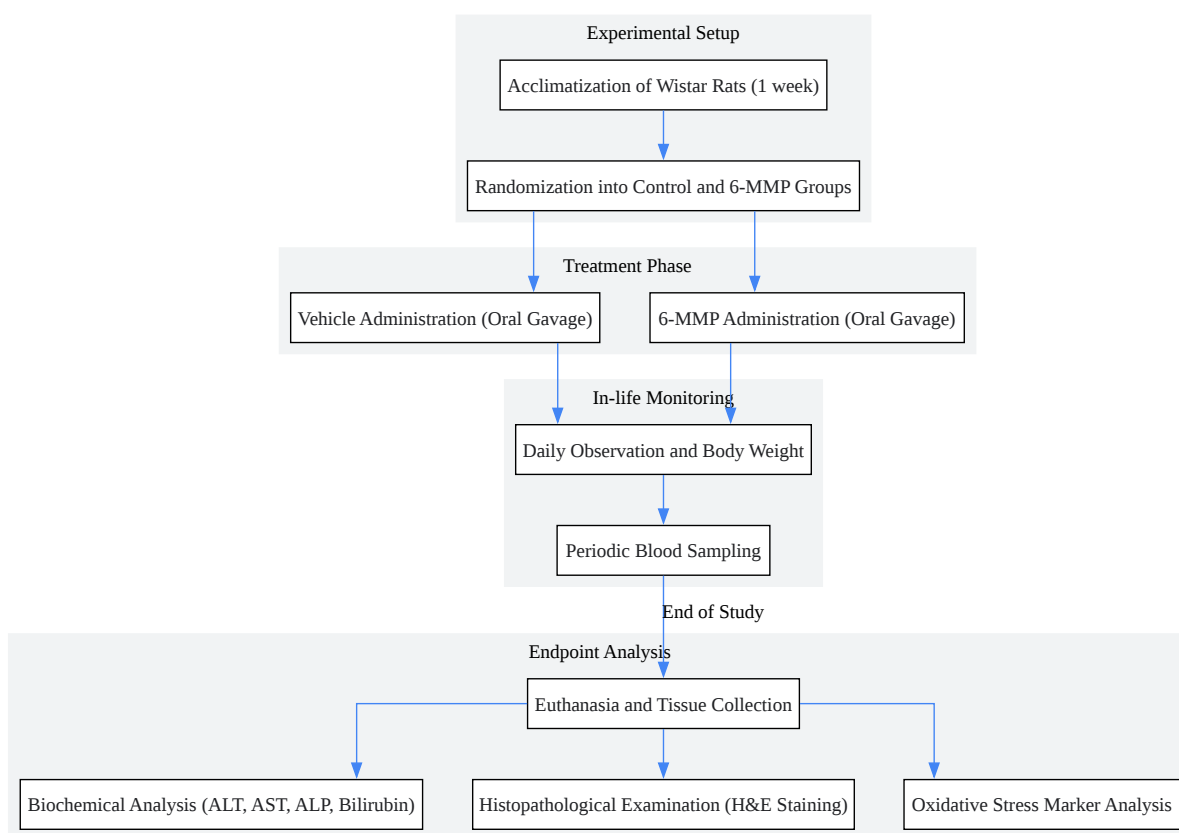 Experimental Setup
Acclimatization of Wistar Rats (1 week)
Randomization into Control and 6-MMP Groups
Treatment Phase
Vehicle Administration (Oral Gavage)
6-MMP Administration (Oral Gavage)
In-life Monitoring
Daily Observation and Body Weight
Periodic Blood Sampling
End of Study
Endpoint Analysis
Euthanasia and Tissue Collection
Biochemical Analysis (ALT, AST, ALP, Bilirubin)
Histopathological Examination (H&E Staining)
Oxidative Stress Marker Analysis